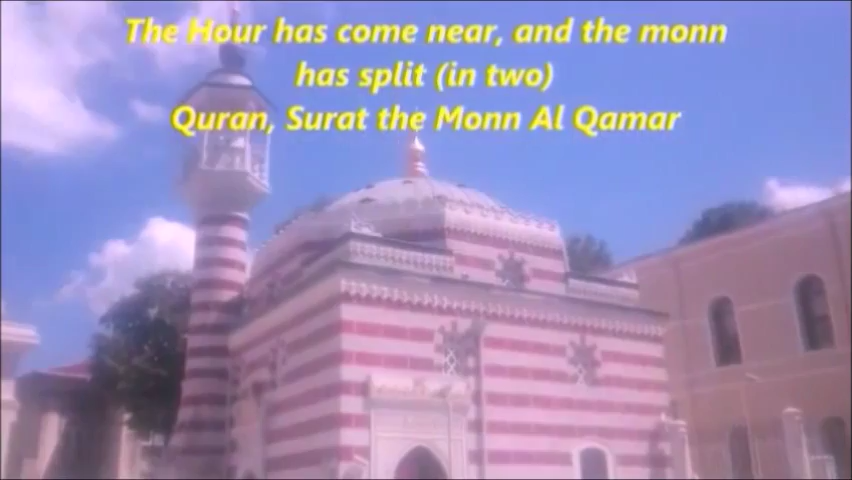 The Hour has come near, and the monn
has split (in two)
Quran, Surat the Monn Al Qamar